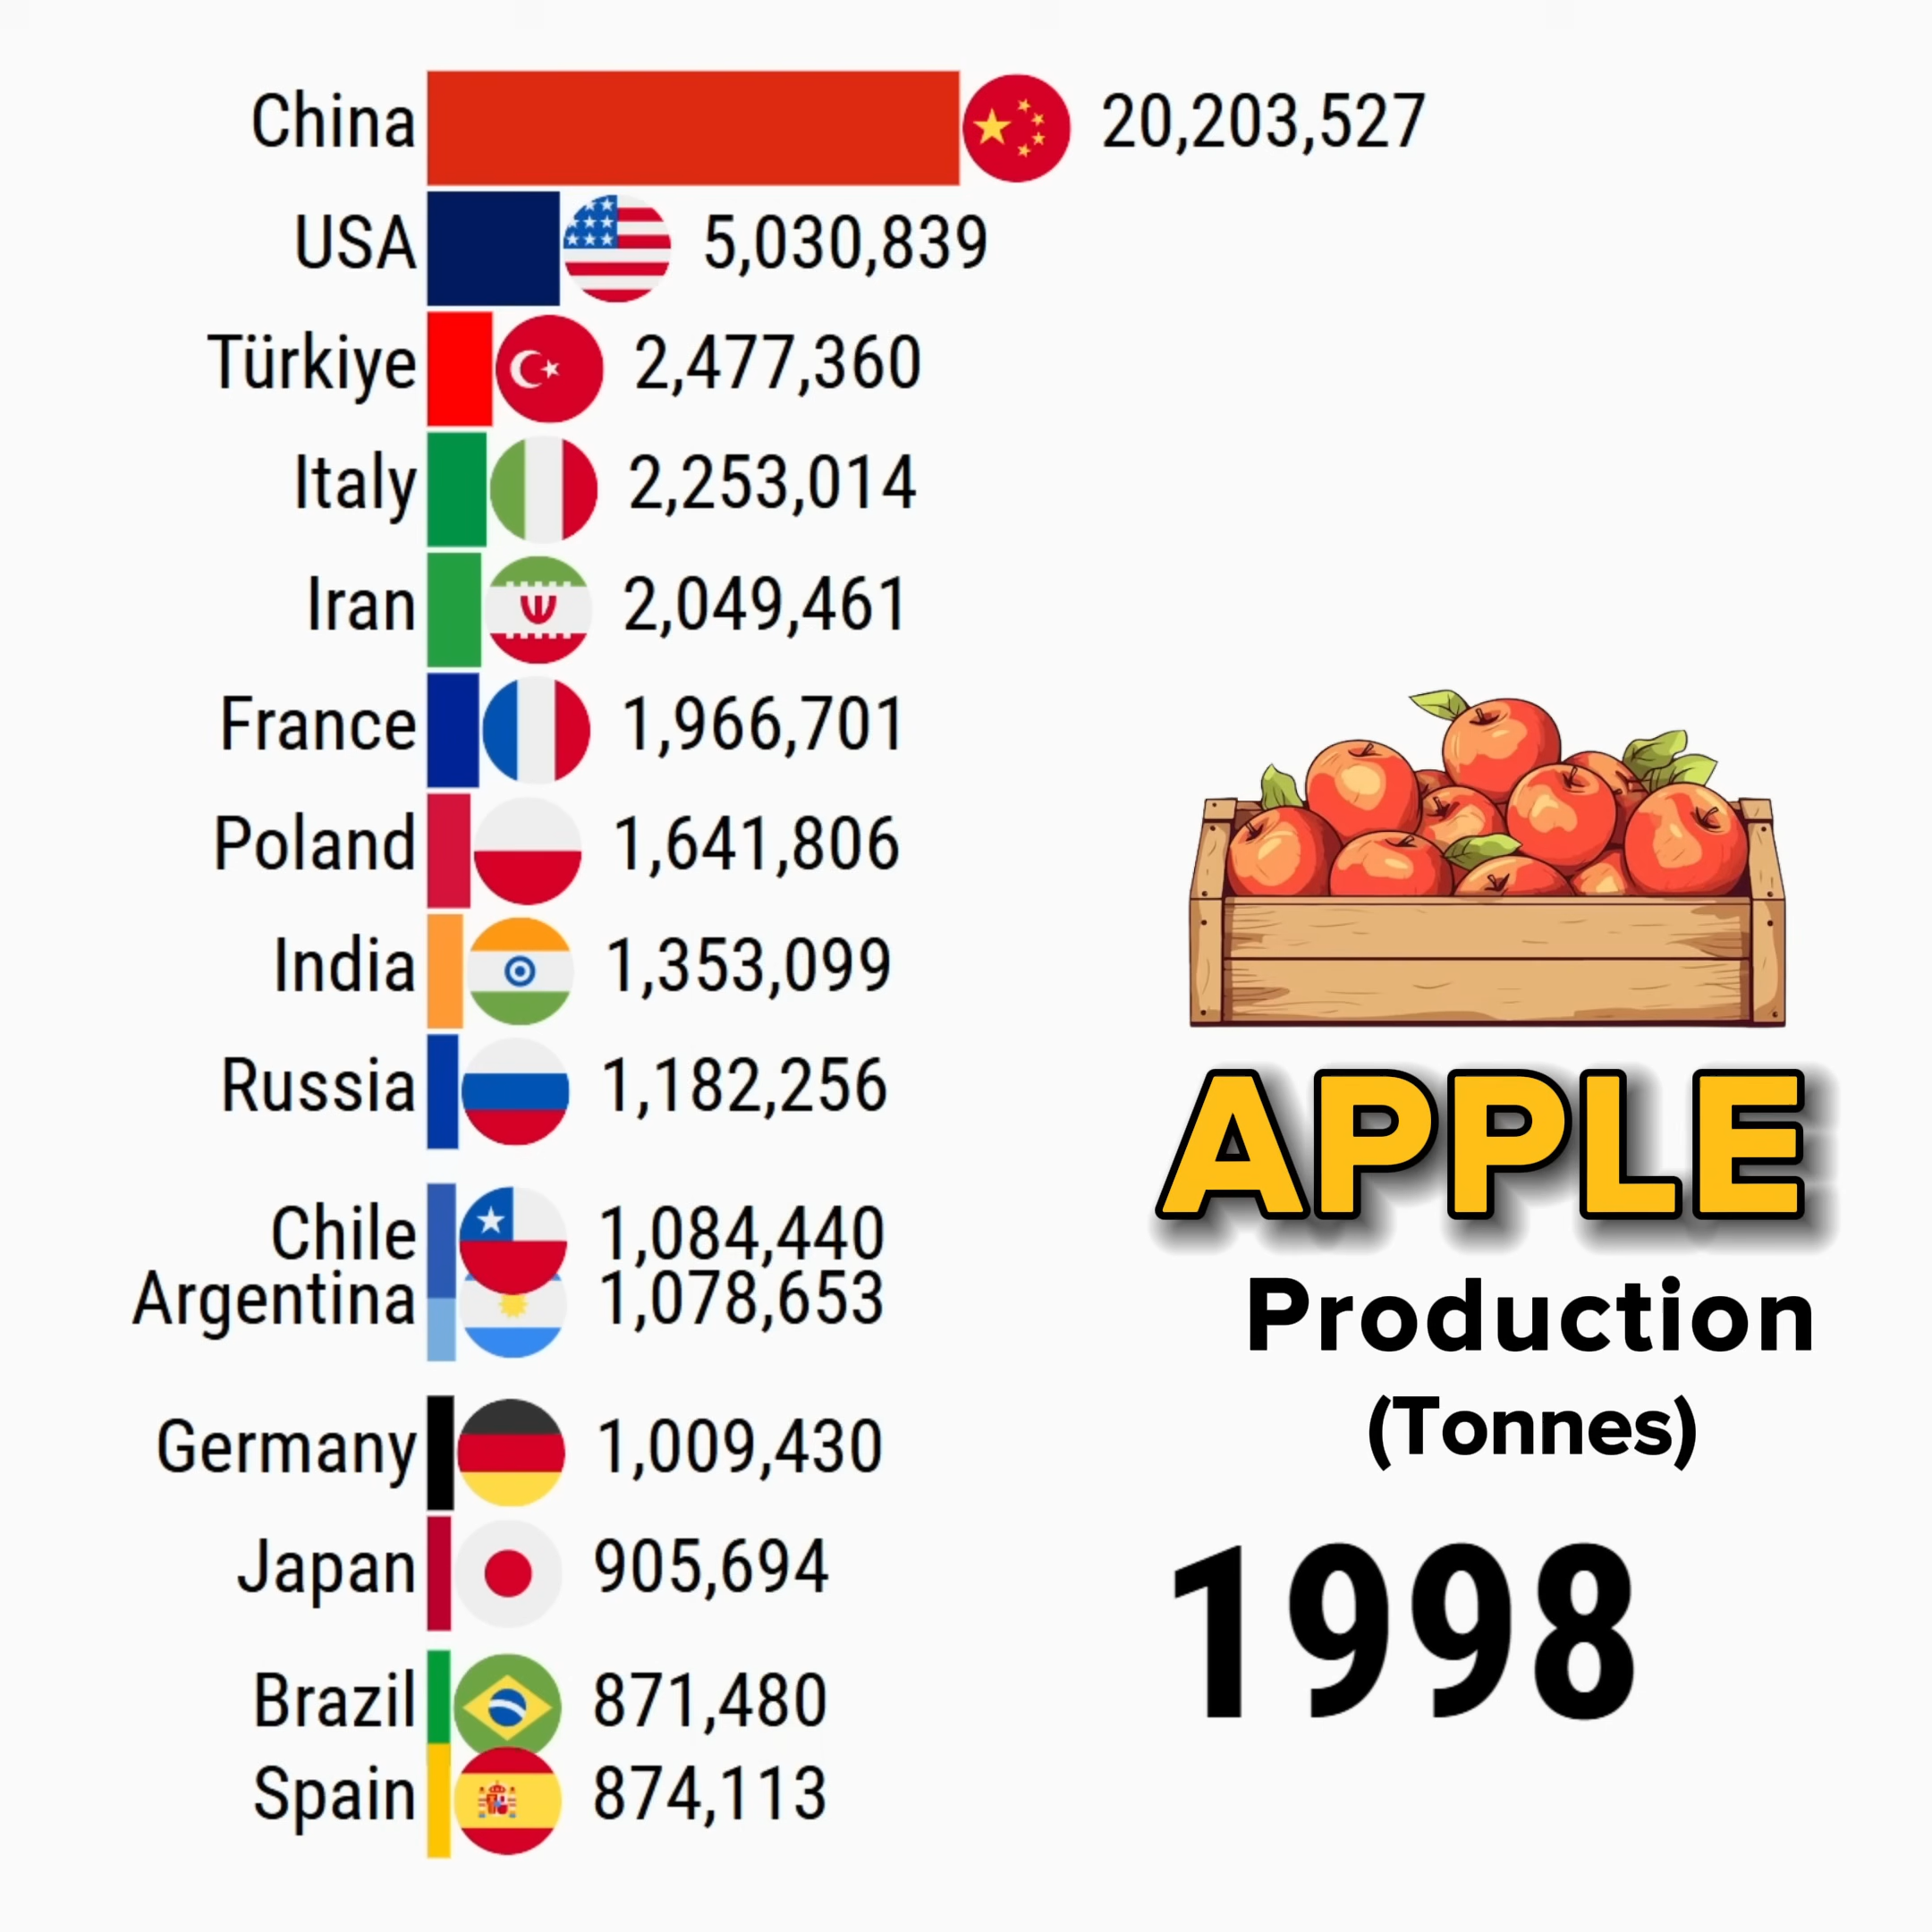 China 20,203,527
USA 5,030,839
Türkiye 2,477,360
Italy 2,253,014
Iran 2,049,461
France 1,966,701
Poland 1,641,806
India 1,353,099
Russia 1,182,256
Chile 1,084,440
Argentina 1,078,653
Germany 1,009,430
Japan 905,694
Brazil 871,480
Spain 874,113
APPLE
Production
(Tonnes)
1998